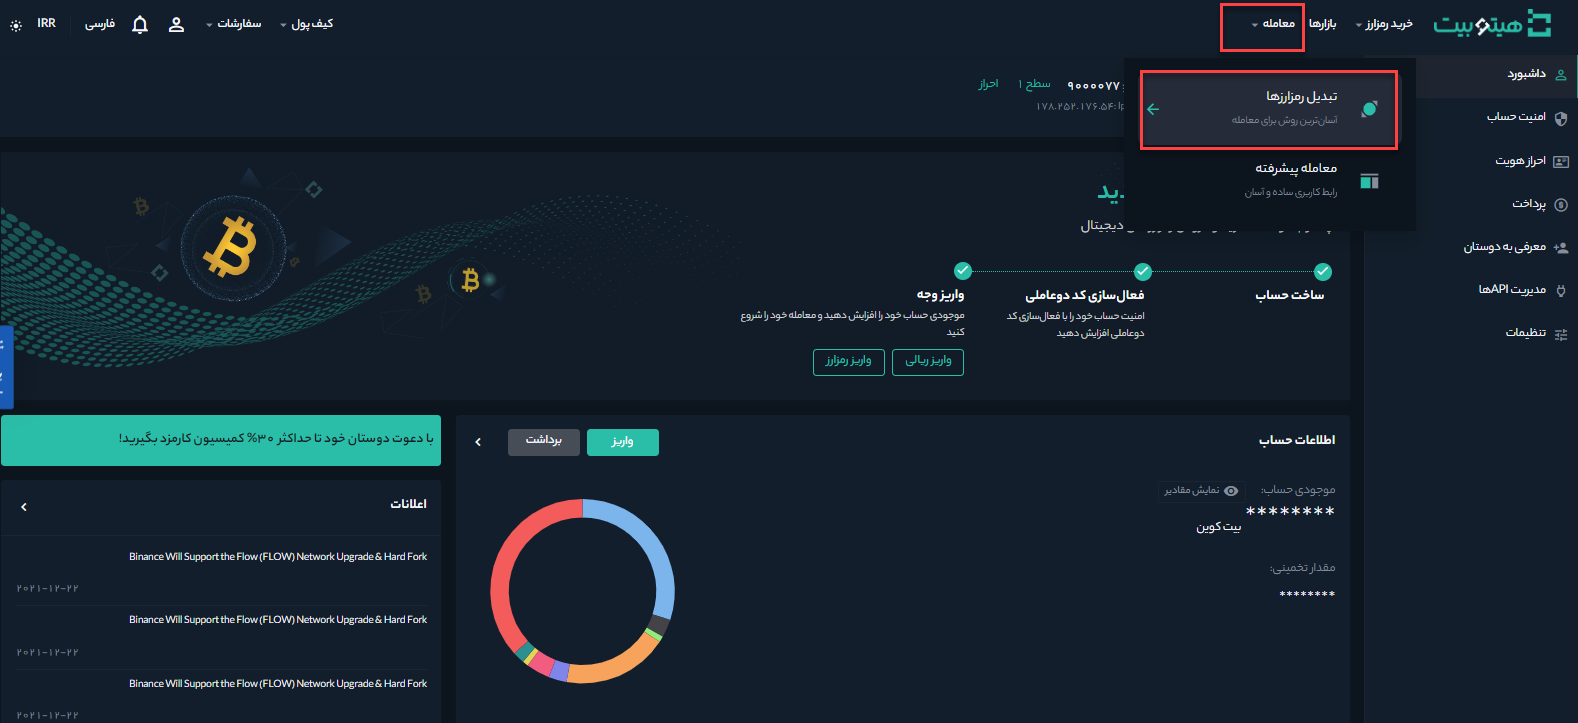 هیتوبیت
خرید رمزارز
بازارها
معامله
کیف پول
سفارشات
فارسی
IRR
داشبورد
امنیت حساب
احراز هویت
پرداخت
معرفی به دوستان
مدیریت APIها
تنظیمات
تبدیل رمزارزها
آسان‌ترین روش برای معامله
معامله پیشرفته
رابط کاربری ساده و آسان
۹۰۰۰۰۷۷
سطح ۱
احراز
Ip:۱۷۸.۲۵۲.۱۷۶.۵۴
دیجیتال
ساخت حساب
فعال‌سازی کد دوعاملی
امنیت حساب خود را با فعال‌سازی کد
دوعاملی افزایش دهید
واریز وجه
موجودی حساب خود را افزایش دهید و معامله خود را شروع
کنید
واریز ریالی
واریز رمزارز
اطلاعات حساب
واریز
برداشت
موجودی حساب:
نمایش مقادیر
********
بیت کوین
مقدار تخمینی:
********
با دعوت دوستان خود تا حداکثر ۳۰% کمیسیون کارمزد بگیرید!
اعلانات
Binance Will Support the Flow (FLOW) Network Upgrade & Hard Fork
۲۰۲۱-۱۲-۲۲
Binance Will Support the Flow (FLOW) Network Upgrade & Hard Fork
۲۰۲۱-۱۲-۲۲
Binance Will Support the Flow (FLOW) Network Upgrade & Hard Fork
۲۰۲۱-۱۲-۲۲